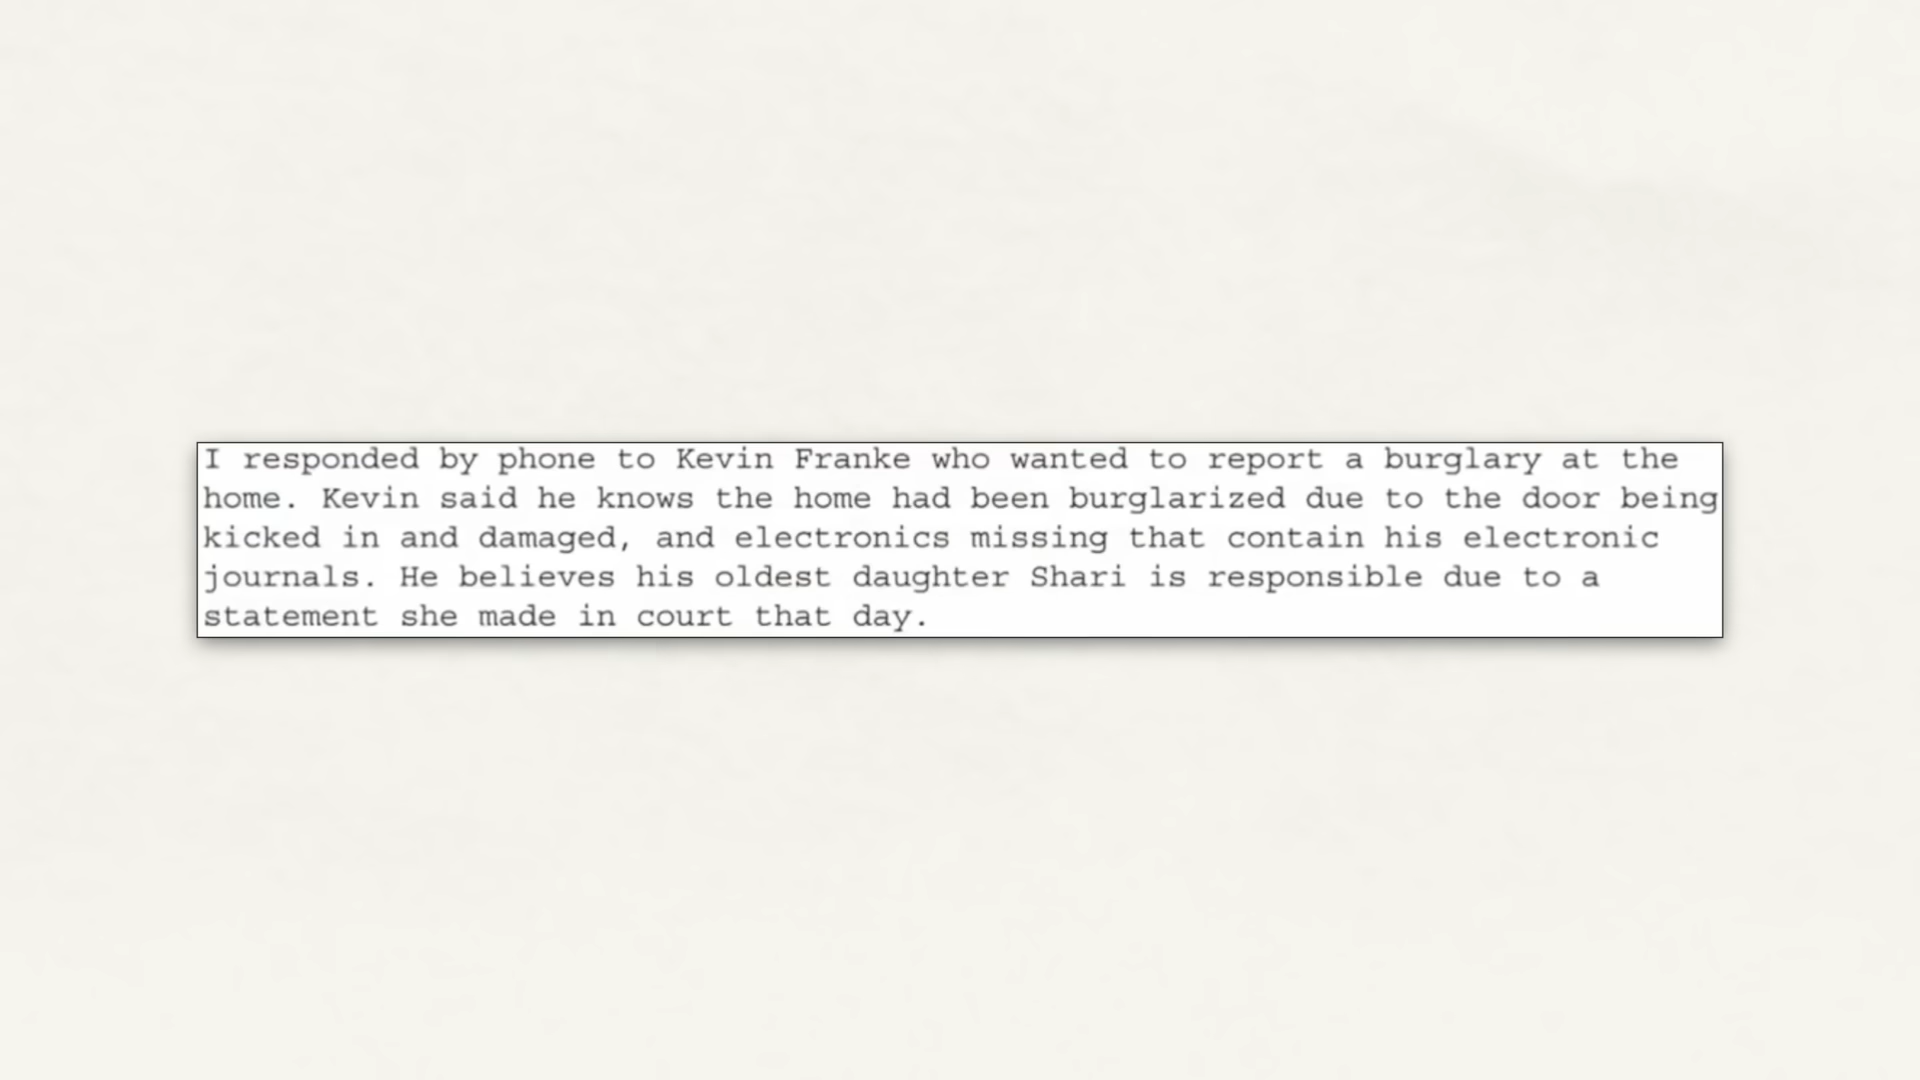 I responded by phone to Kevin Franke who wanted to report a burglary at the
home. Kevin said he knows the home had been burglarized due to the door being
kicked in and damaged, and electronics missing that contain his electronic
journals. He believes his oldest daughter Shari is responsible due to a
statement she made in court that day.